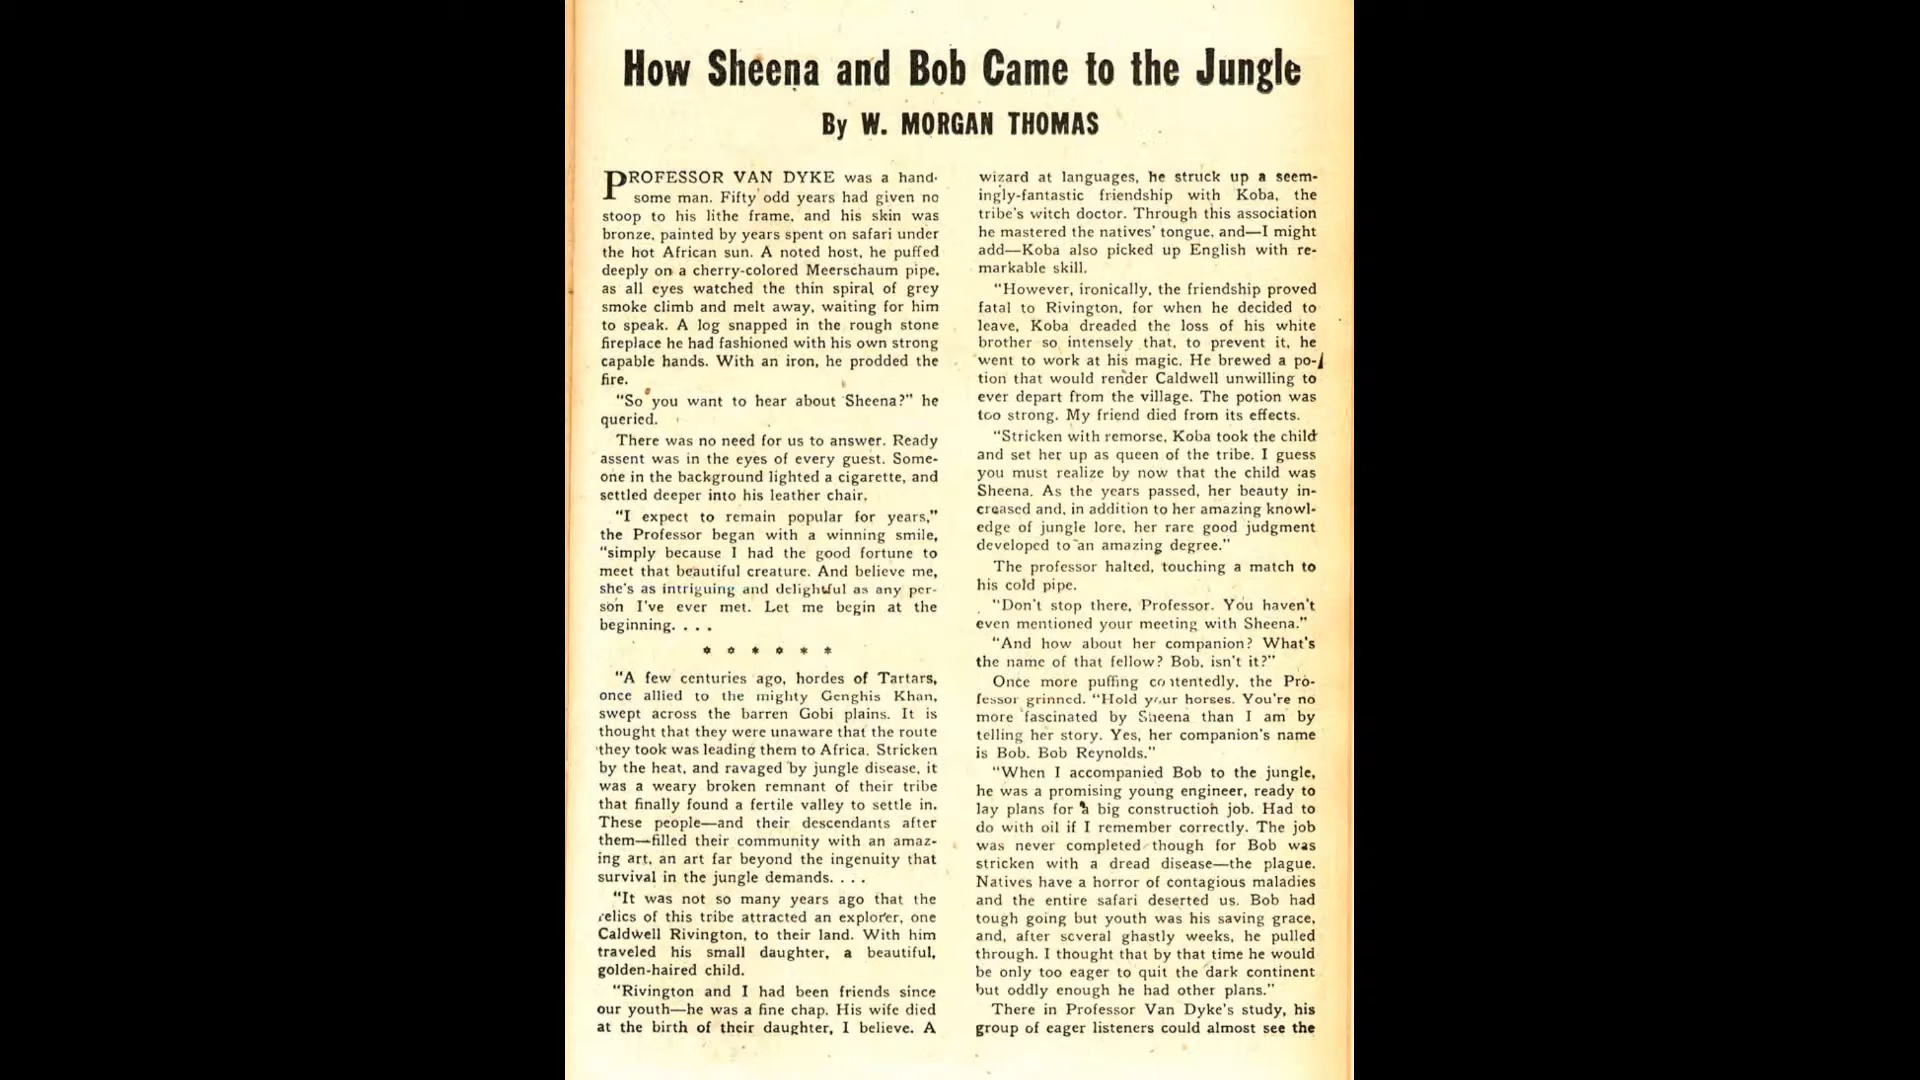 How Sheena and Bob Came to the Jungle
By W. MORGAN THOMAS
PROFESSOR VAN DYKE was a hand-
some man. Fifty odd years had given no
stoop to his lithe frame, and his skin was
bronze, painted by years spent on safari under
the hot African sun. A noted host, he puffed
deeply on a cherry-colored Meerschaum pipe,
as all eyes watched the thin spiral of grey
smoke climb and melt away, waiting for him
to speak. A log snapped in the rough stone
fireplace he had fashioned with his own strong
capable hands. With an iron, he prodded the
fire.
"So you want to hear about Sheena?" he
queried.
There was no need for us to answer. Ready
assent was in the eyes of every guest. Some-
one in the background lighted a cigarette, and
settled deeper into his leather chair.
"I expect to remain popular for years,"
the Professor began with a winning smile,
"simply because I had the good fortune to
meet that beautiful creature. And believe me,
she's as intriguing and delightful as any per-
son I've ever met. Let me begin at the
beginning. . . .
* * * * * *
"A few centuries ago, hordes of Tartars,
once allied to the mighty Genghis Khan,
swept across the barren Gobi plains. It is
thought that they were unaware that the route
they took was leading them to Africa. Stricken
by the heat, and ravaged by jungle disease, it
was a weary broken remnant of their tribe
that finally found a fertile valley to settle in.
These people—and their descendants after
them—filled their community with an amaz-
ing art, an art far beyond the ingenuity that
survival in the jungle demands. . . .
"It was not so many years ago that the
relics of this tribe attracted an explorer, one
Caldwell Rivington, to their land. With him
traveled his small daughter, a beautiful,
golden-haired child.
"Rivington and I had been friends since
our youth—he was a fine chap. His wife died
at the birth of their daughter, I believe. A
wizard at languages, he struck up a seem-
ingly-fantastic friendship with Koba, the
tribe's witch doctor. Through this association
he mastered the natives' tongue, and—I might
add—Koba also picked up English with re-
markable skill.
"However, ironically, the friendship proved
fatal to Rivington, for when he decided to
leave, Koba dreaded the loss of his white
brother so intensely that, to prevent it, he
went to work at his magic. He brewed a po-
tion that would render Caldwell unwilling to
ever depart from the village. The potion was
too strong. My friend died from its effects.
"Stricken with remorse, Koba took the child
and set her up as queen of the tribe. I guess
you must realize by now that the child was
Sheena. As the years passed, her beauty in-
creased and, in addition to her amazing knowl-
edge of jungle lore, her rare good judgment
developed to an amazing degree."
The professor halted, touching a match to
his cold pipe.
"Don't stop there, Professor. You haven't
even mentioned your meeting with Sheena."
"And how about her companion? What's
the name of that fellow? Bob, isn't it?"
Once more puffing contentedly, the Pro-
fessor grinned. "Hold your horses. You're no
more fascinated by Sheena than I am by
telling her story. Yes, her companion's name
is Bob. Bob Reynolds."
"When I accompanied Bob to the jungle,
he was a promising young engineer, ready to
lay plans for a big construction job. Had to
do with oil if I remember correctly. The job
was never completed though for Bob was
stricken with a dread disease—the plague.
Natives have a horror of contagious maladies
and the entire safari deserted us. Bob had
tough going but youth was his saving grace,
and, after several ghastly weeks, he pulled
through. I thought that by that time he would
be only too eager to quit the dark continent
but oddly enough he had other plans."
There in Professor Van Dyke's study, his
group of eager listeners could almost see the